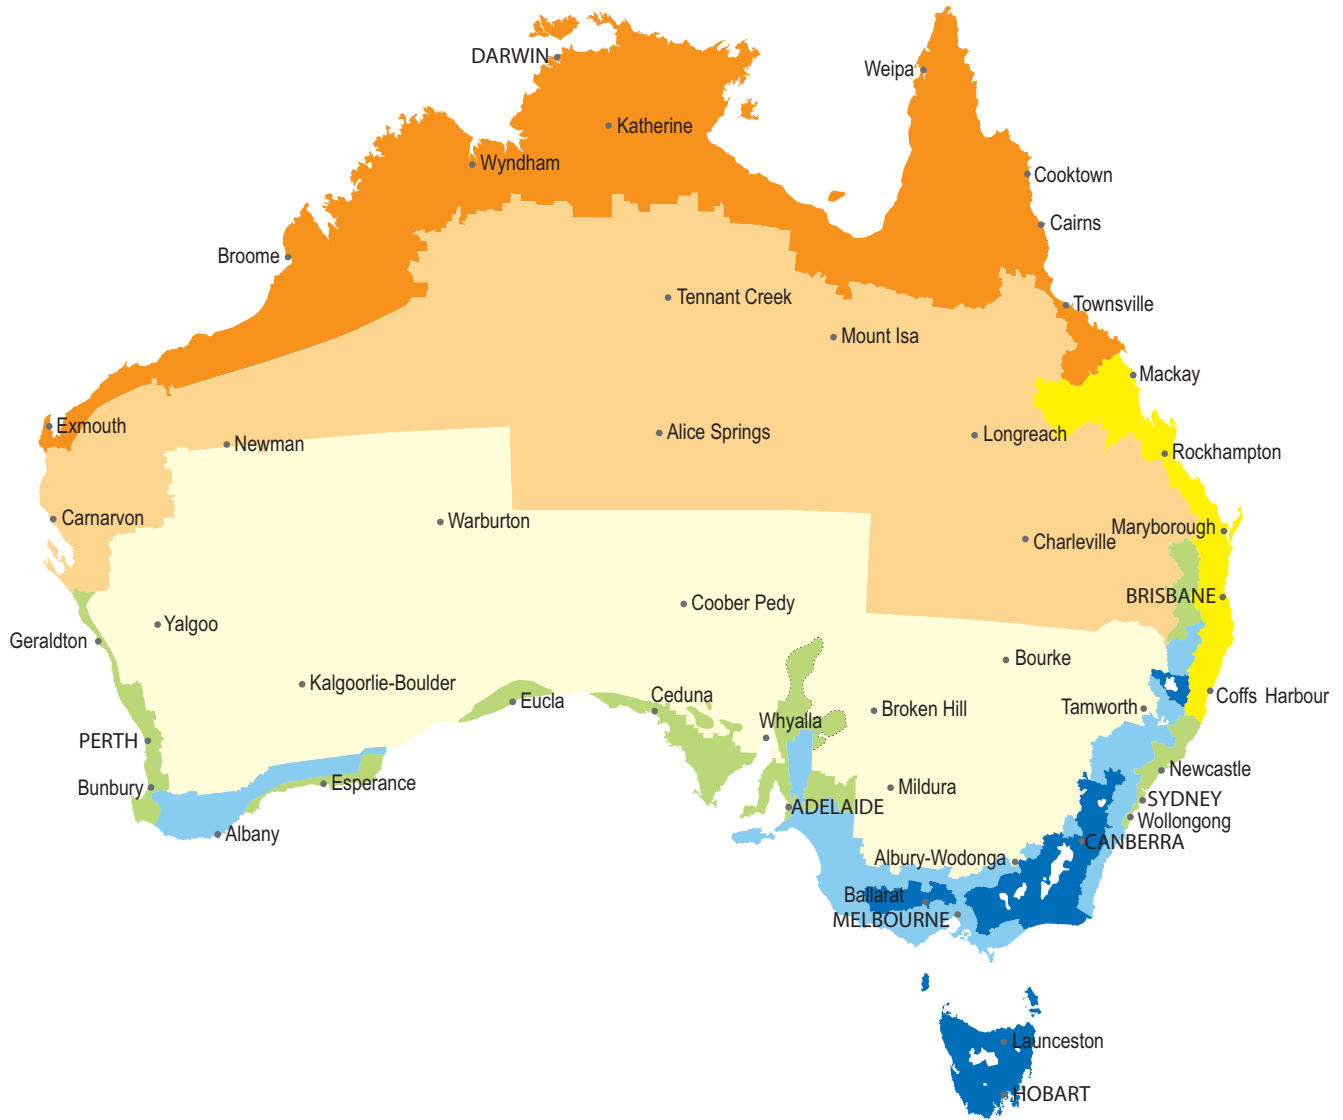 DARWIN
Weipa
Katherine
Wyndham
Cooktown
Cairns
Broome
Tennant Creek
Townsville
Mount Isa
Mackay
Exmouth
Newman
Alice Springs
Longreach
Rockhampton
Carnarvon
Warburton
Maryborough
Charleville
BRISBANE
Coober Pedy
Yalgoo
Geraldton
Bourke
Kalgoorlie-Boulder
Eucla
Ceduna
Coffs Harbour
Tamworth
Broken Hill
Whyalla
PERTH
Newcastle
Bunbury
Esperance
Mildura
SYDNEY
ADELAIDE
Wollongong
Albany
CANBERRA
Albury-Wodonga
Ballarat
MELBOURNE
Launceston
HOBART